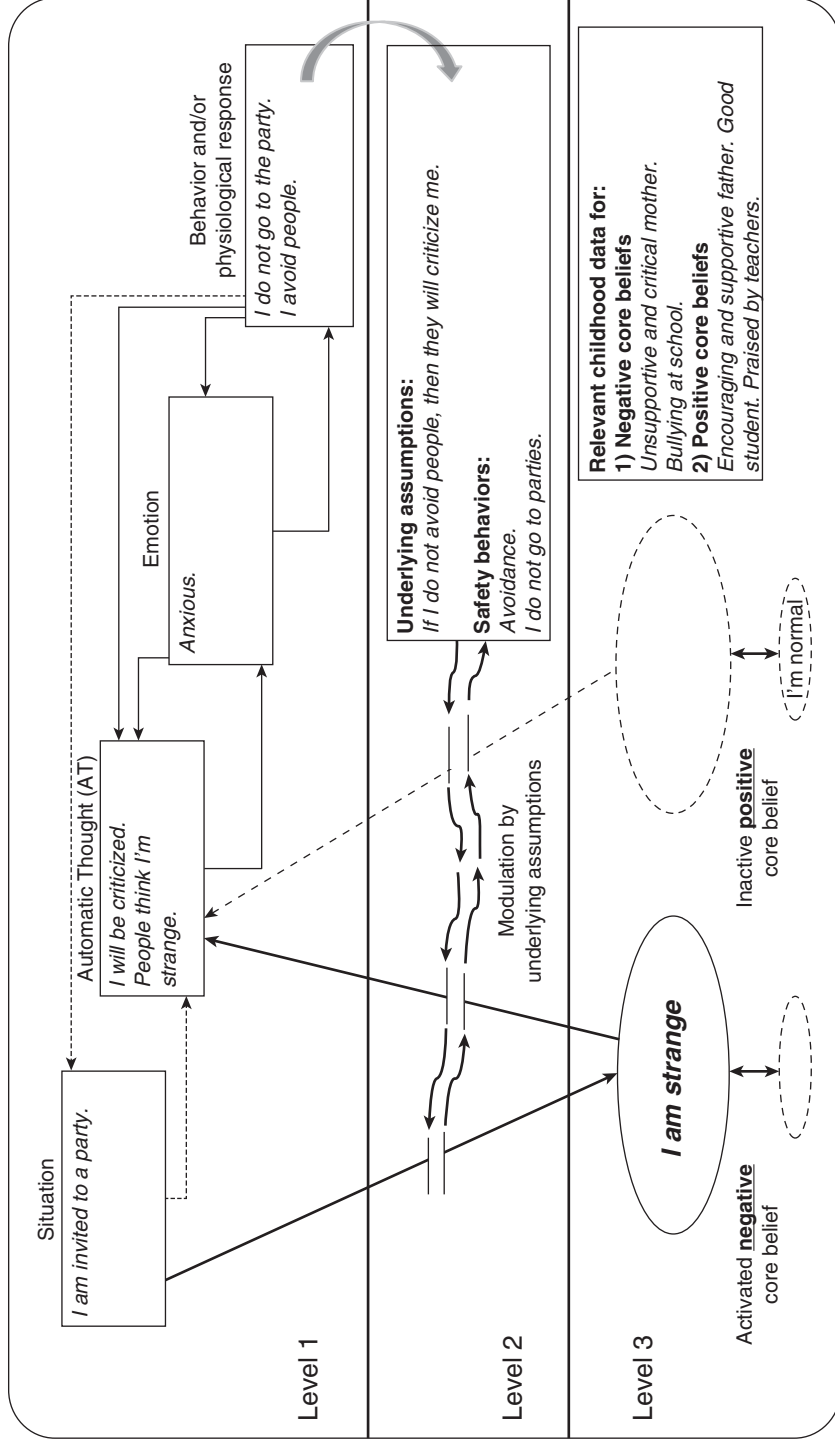 Situation
I am invited to a party.
Automatic Thought (AT)
I will be criticized.
People think I'm
strange.
Emotion
Anxious.
Behavior and/or
physiological response
I do not go to the party.
I avoid people.
Level 1
Level 2
Modulation by
underlying assumptions
Underlying assumptions:
If I do not avoid people, then they will criticize me.
Safety behaviors:
Avoidance.
I do not go to parties.
Level 3
I am strange
Activated negative
core belief
Inactive positive
core belief
I'm normal
Relevant childhood data for:
1) Negative core beliefs
Unsupportive and critical mother.
Bullying at school.
2) Positive core beliefs
Encouraging and supportive father. Good
student. Praised by teachers.